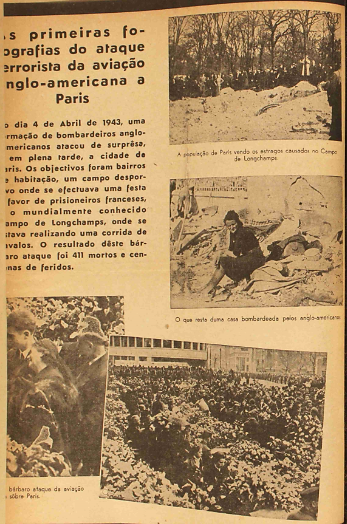 s primeiras fo-
ografias do ataque
errorista da aviação
nglo-americana a
Paris
o dia 4 de Abril de 1943, uma
ormação de bombardeiros anglo-
mericanos atacou de surprêsa,
em plena tarde, a cidade de
aris. Os objectivos foram bairros
e habitação, um campo despor-
vo onde se efectuava uma festa
favor de prisioneiros franceses,
o mundialmente conhecido
ampo de Longchamps, onde se
stava realizando uma corrida de
avalos. O resultado dêste bár-
aro ataque foi 411 mortos e cen-
nas de feridos.
A população de Paris vendo os estragos causados no Campo
de Longchamps.
O que resta duma casa bombardeada pelos anglo-americanos
bárbaro ataque da aviação
sôbre Paris.